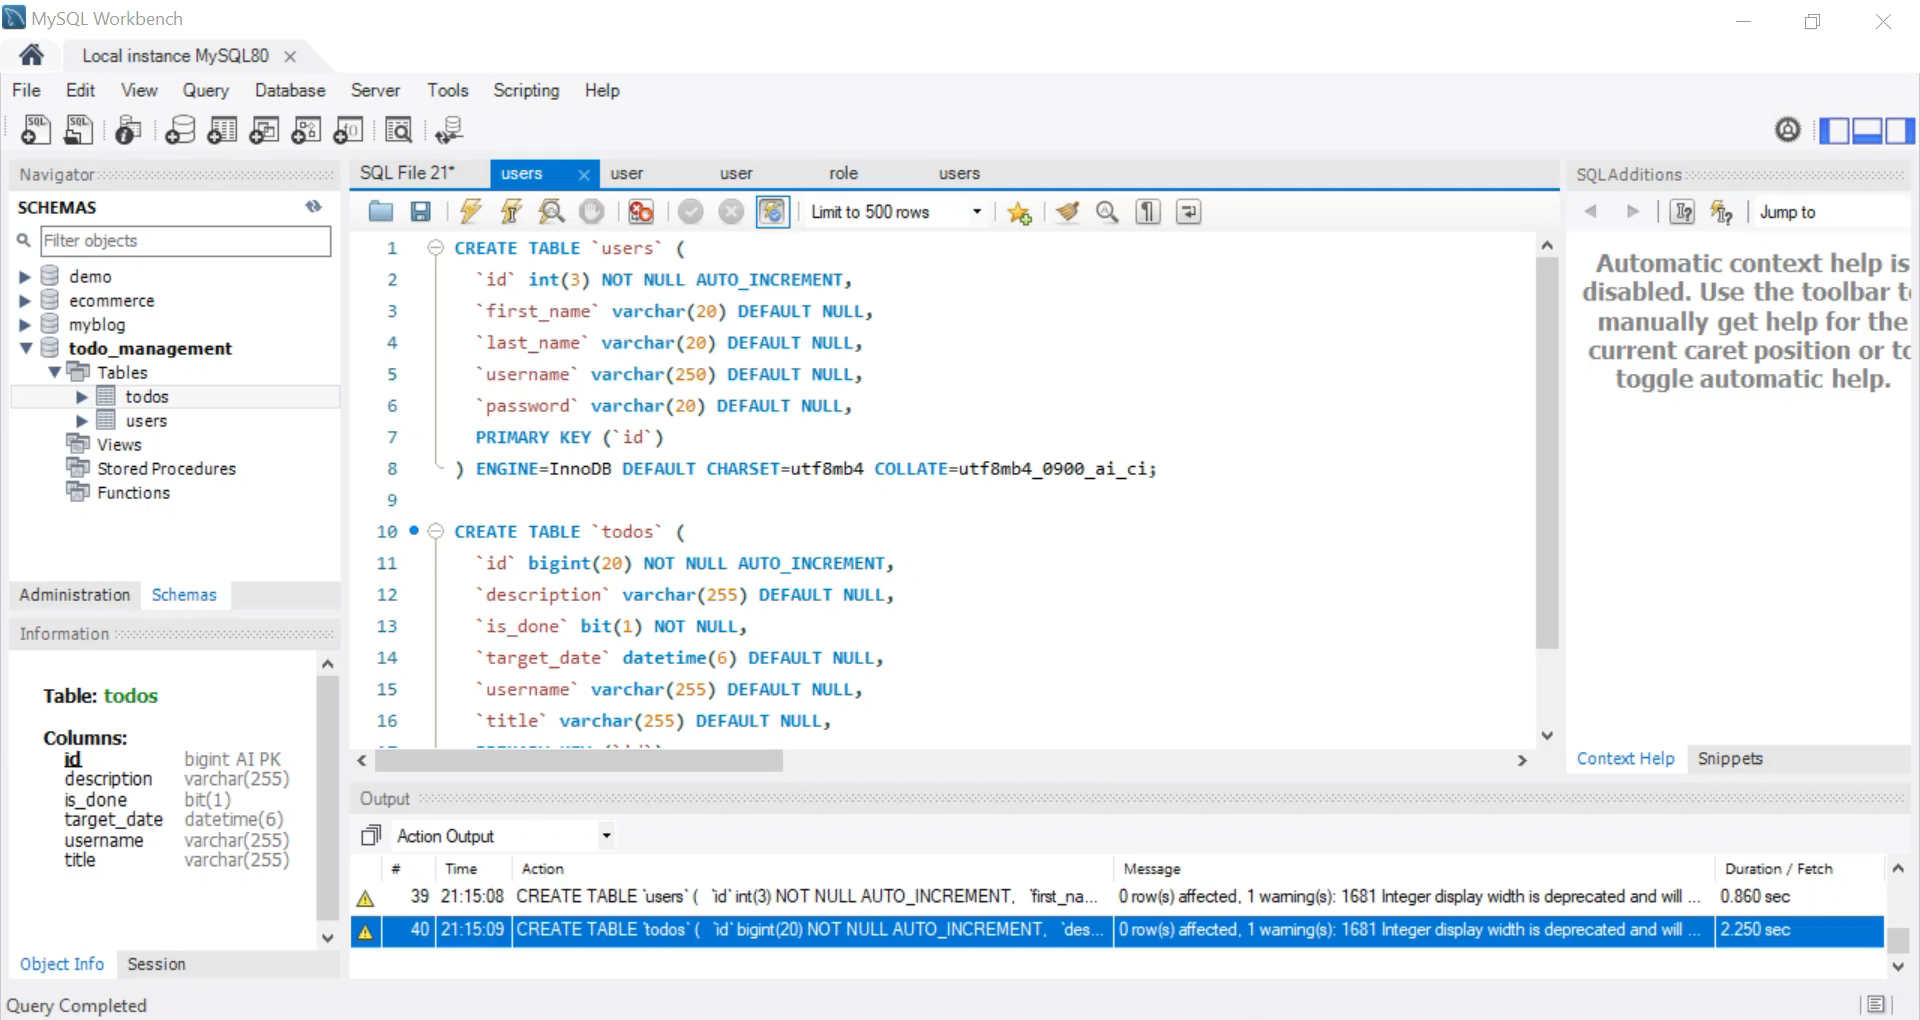 MySQL Workbench
Local instance MySQL80
File Edit View Query Database Server Tools Scripting Help
Navigator
SCHEMAS
Filter objects
demo
ecommerce
myblog
todo_management
Tables
todos
users
Views
Stored Procedures
Functions
Administration Schemas
Information
Table: todos
Columns:
id bigint AI PK
description varchar(255)
is_done bit(1)
target_date datetime(6)
username varchar(255)
title varchar(255)
Object Info Session
SQL File 21* users user user role users
Limit to 500 rows
1 CREATE TABLE `users` (
2 `id` int(3) NOT NULL AUTO_INCREMENT,
3 `first_name` varchar(20) DEFAULT NULL,
4 `last_name` varchar(20) DEFAULT NULL,
5 `username` varchar(250) DEFAULT NULL,
6 `password` varchar(20) DEFAULT NULL,
7 PRIMARY KEY (`id`)
8 ) ENGINE=InnoDB DEFAULT CHARSET=utf8mb4 COLLATE=utf8mb4_0900_ai_ci;
9
10 CREATE TABLE `todos` (
11 `id` bigint(20) NOT NULL AUTO_INCREMENT,
12 `description` varchar(255) DEFAULT NULL,
13 `is_done` bit(1) NOT NULL,
14 `target_date` datetime(6) DEFAULT NULL,
15 `username` varchar(255) DEFAULT NULL,
16 `title` varchar(255) DEFAULT NULL,
SQLAdditions
Jump to
Automatic context help is
disabled. Use the toolbar
manually get help for the
current caret position or
toggle automatic help.
Context Help Snippets
Output
Action Output
# Time Action Message Duration / Fetch
39 21:15:08 CREATE TABLE `users` ( `id` int(3) NOT NULL AUTO_INCREMENT, `first_na... 0 row(s) affected, 1 warning(s): 1681 Integer display width is deprecated and will ... 0.860 sec
40 21:15:09 CREATE TABLE `todos` ( `id` bigint(20) NOT NULL AUTO_INCREMENT, `des... 0 row(s) affected, 1 warning(s): 1681 Integer display width is deprecated and will ... 2.250 sec
Query Completed